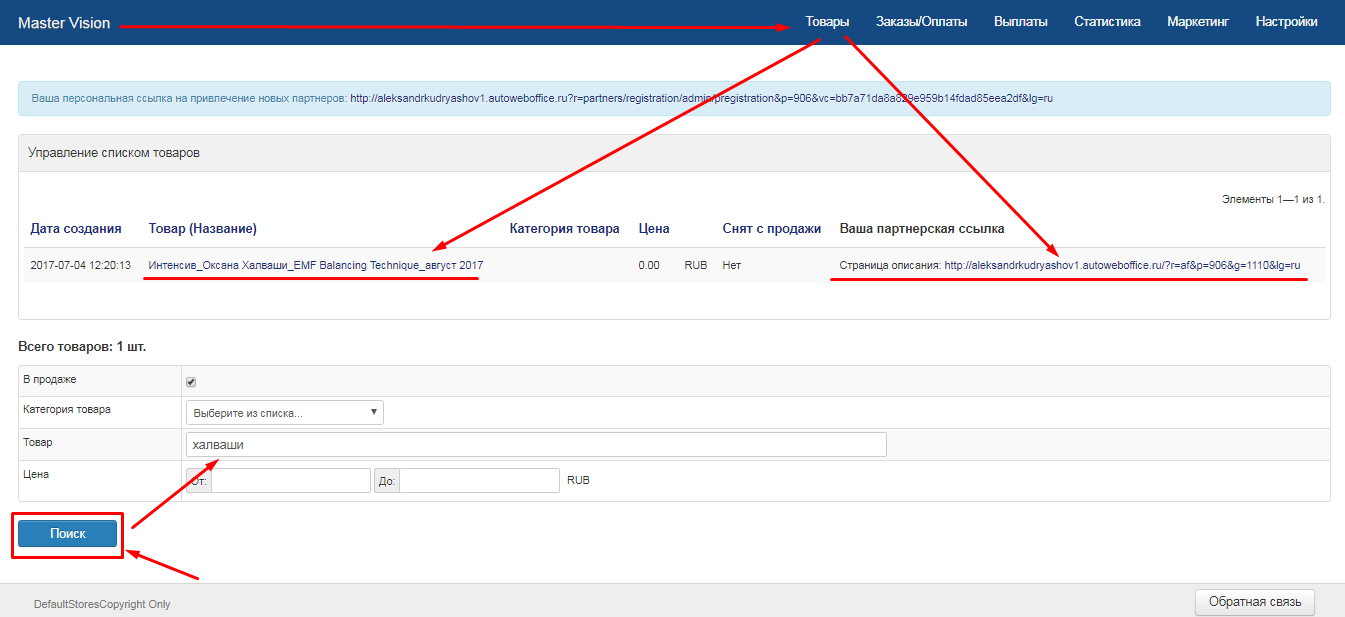 Master Vision Товары Заказы/Оплаты Выплаты Статистика Маркетинг Настройки
Ваша персональная ссылка на привлечение новых партнеров: http://aleksandrkudryashov1.autoweboffice.ru?r=partners/registration/admin/pregistration&p=906&vc=bb7a71da8a829e959b14fdad85eea2df&lg=ru
Управление списком товаров
Элементы 1—1 из 1.
Дата создания Товар (Название) Категория товара Цена Снят с продажи Ваша партнерская ссылка
2017-07-04 12:20:13 Интенсив_Оксана Халваши_EMF Balancing Technique_август 2017 0.00 RUB Нет Страница описания: http://aleksandrkudryashov1.autoweboffice.ru/?r=af&p=906&g=1110&lg=ru
Всего товаров: 1 шт.
В продаже
Категория товара Выберите из списка...
Товар халваши
Цена От: До: RUB
Поиск
DefaultStoresCopyright Only Обратная связь